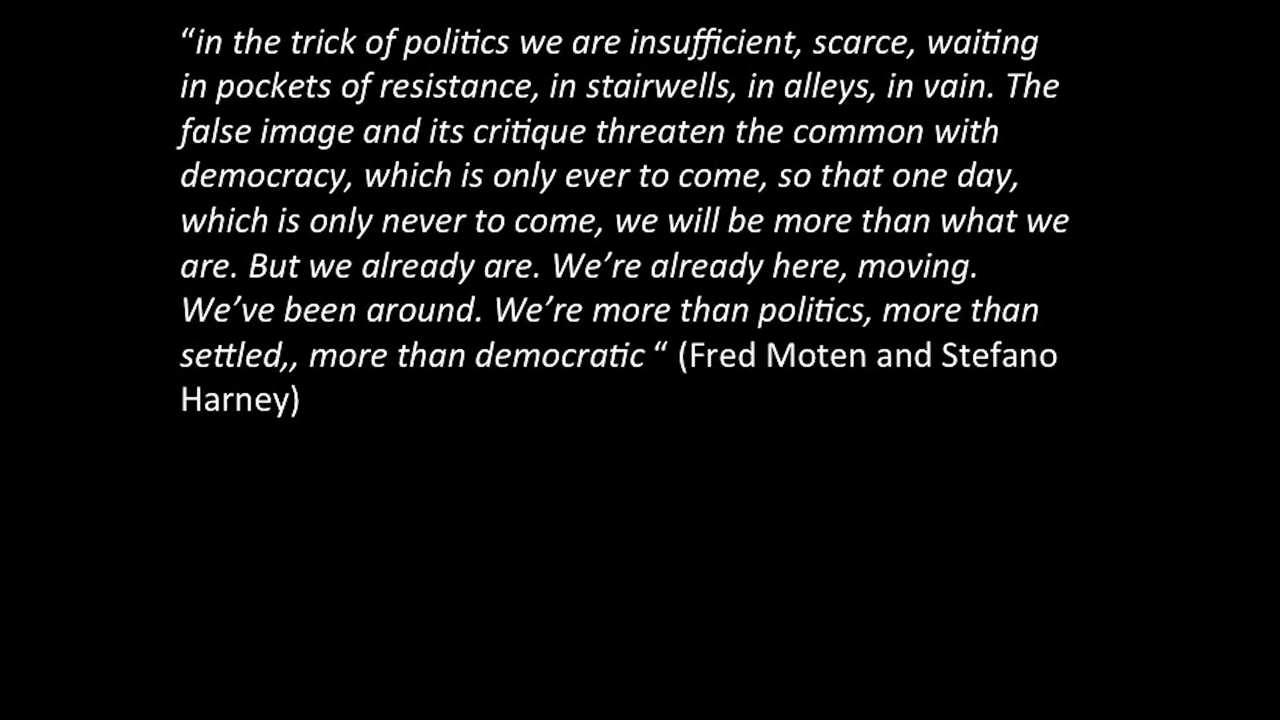 “in the trick of politics we are insufficient, scarce, waiting
in pockets of resistance, in stairwells, in alleys, in vain. The
false image and its critique threaten the common with
democracy, which is only ever to come, so that one day,
which is only never to come, we will be more than what we
are. But we already are. We’re already here, moving.
We’ve been around. We’re more than politics, more than
settled,, more than democratic “ (Fred Moten and Stefano
Harney)